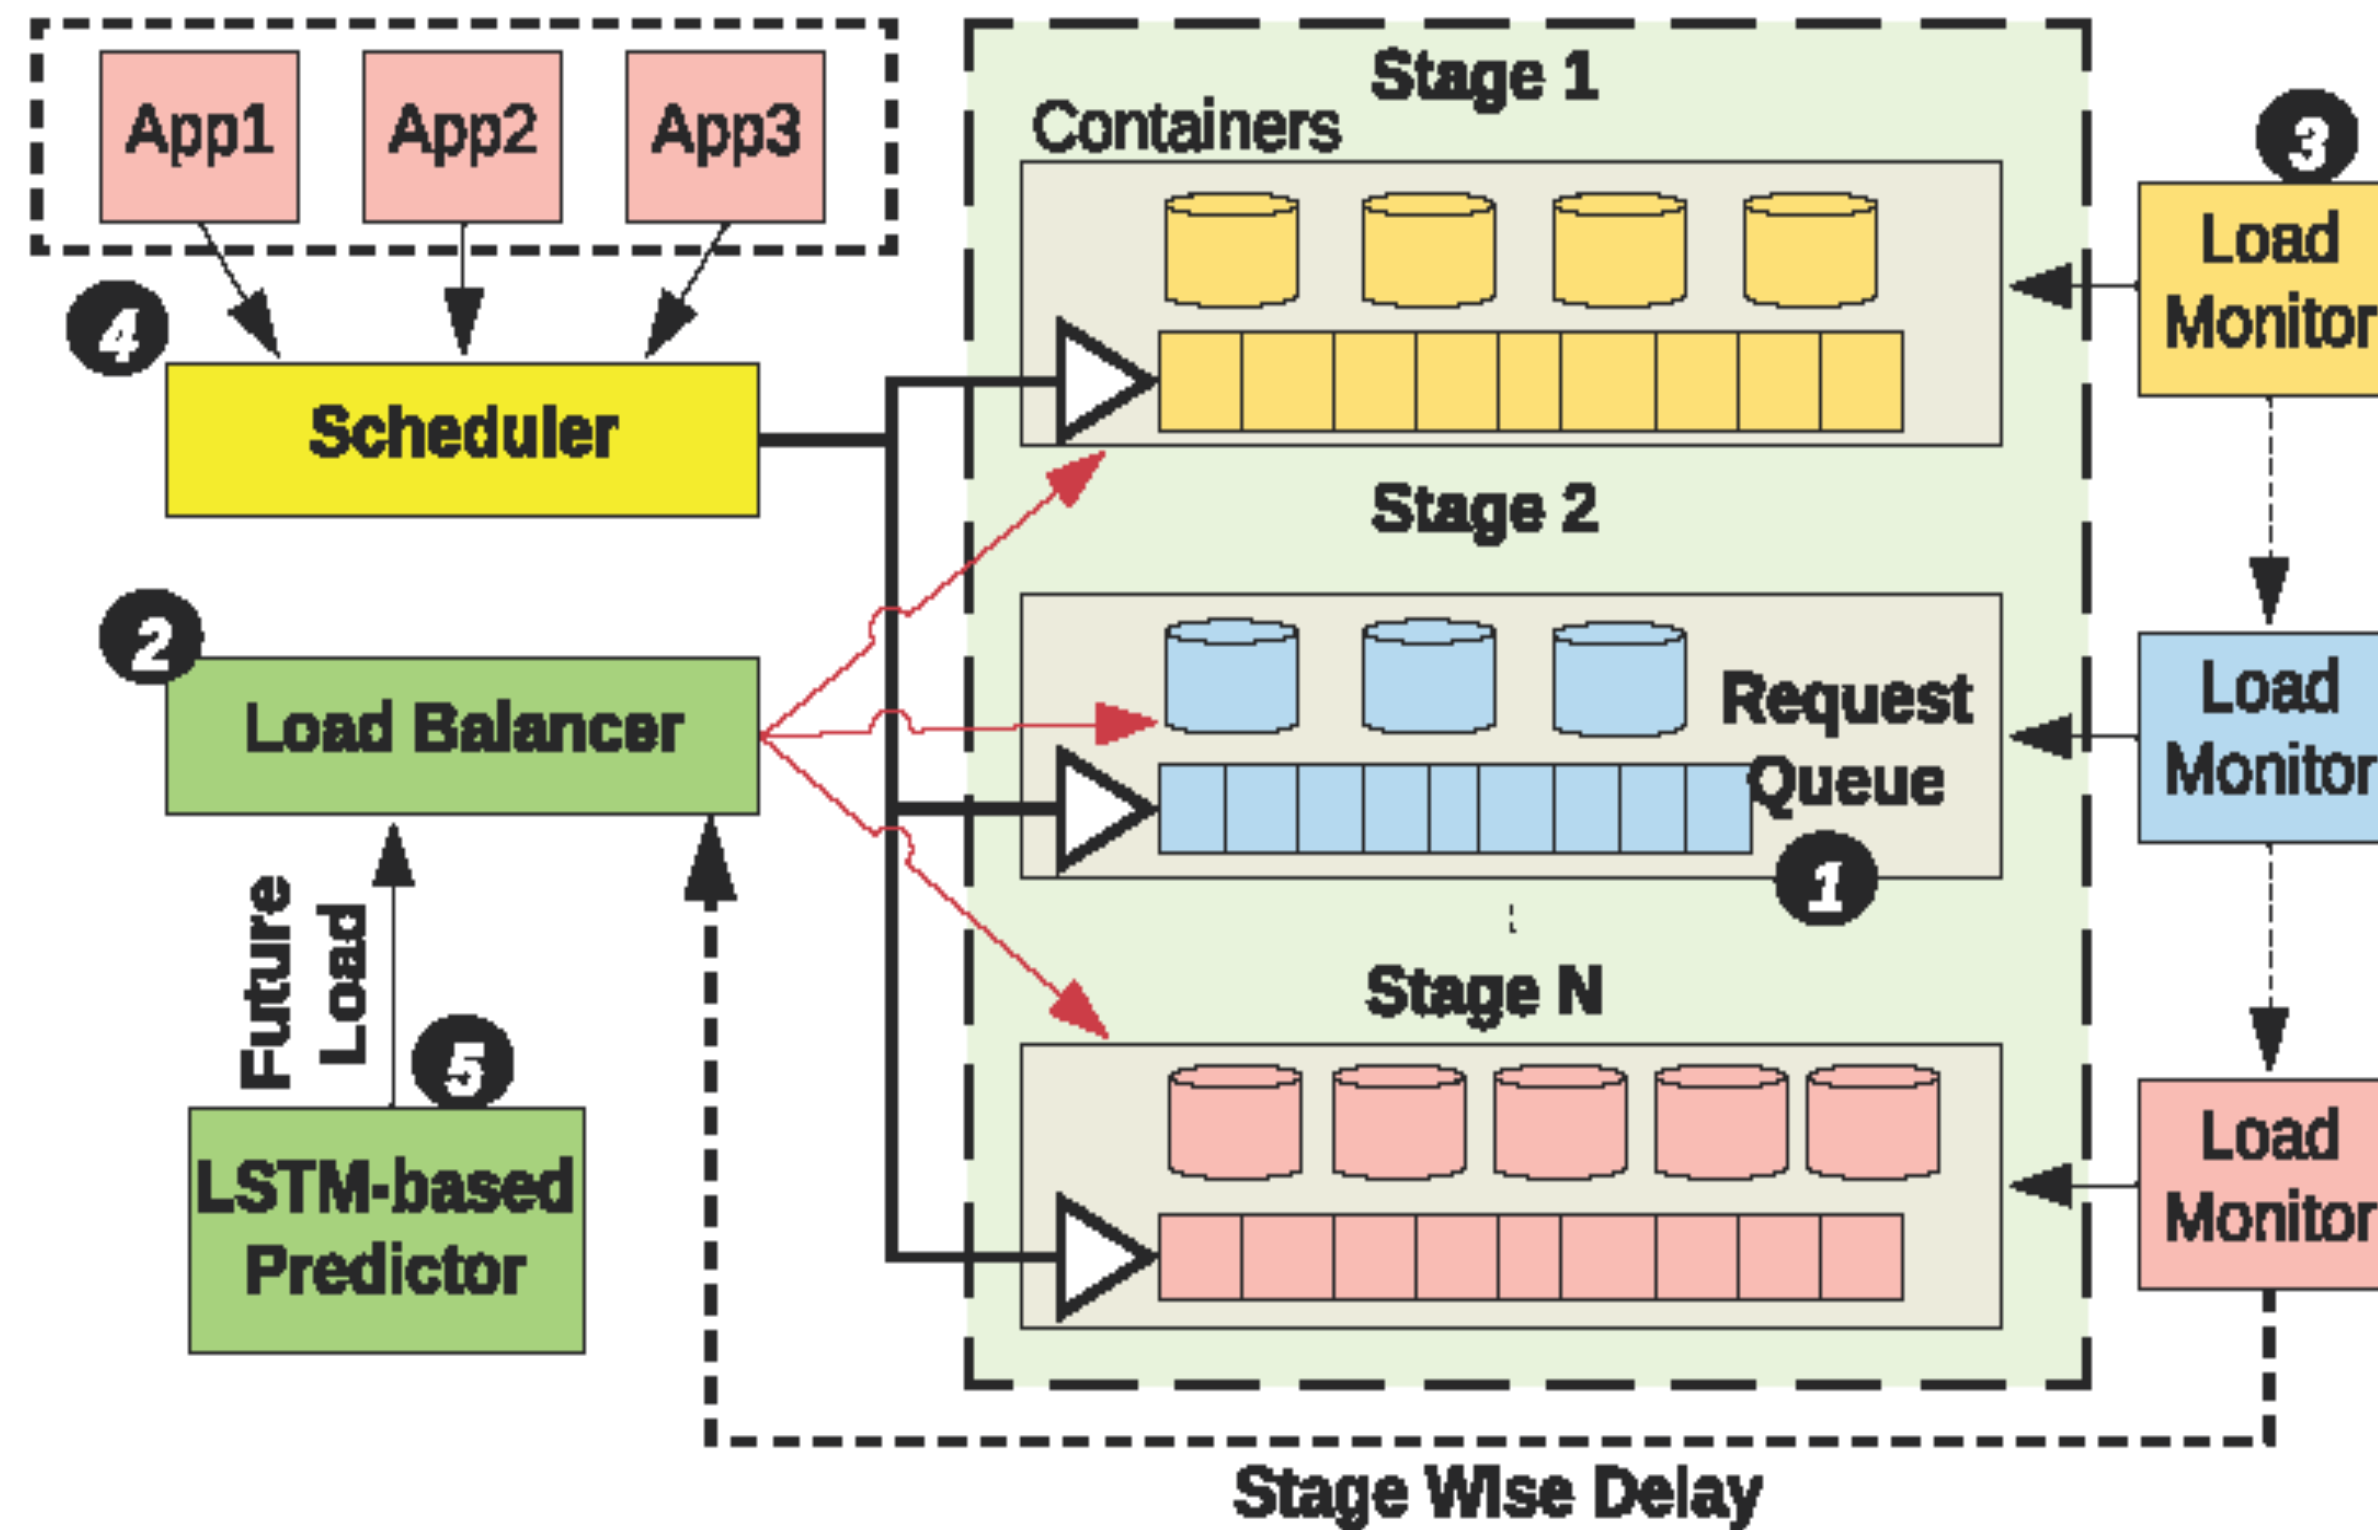 App1
App2
App3
4
Scheduler
2
Load Balancer
Future
Load
5
LSTM-based
Predictor
Stage 1
Containers
Stage 2
Request
Queue
1
Stage N
3
Load
Monitor
Load
Monitor
Load
Monitor
Stage WIse Delay